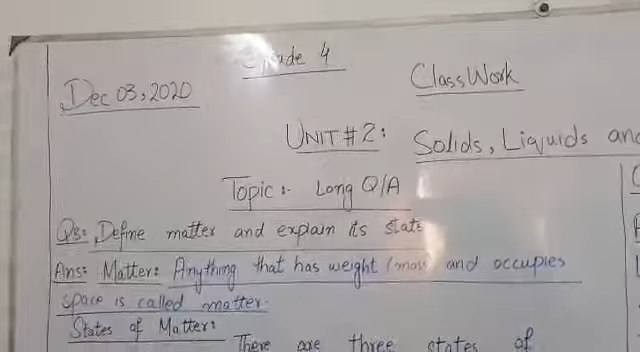 Grade 4
Dec 03, 2020
Class Work
UNIT # 2: Solids, Liquids and
Topic:- Long Q/A
Q3: Define matter and explain its state
Ans: Matter: Anything that has weight / mass and occupies
space is called matter.
States of Matter:
There are three states of